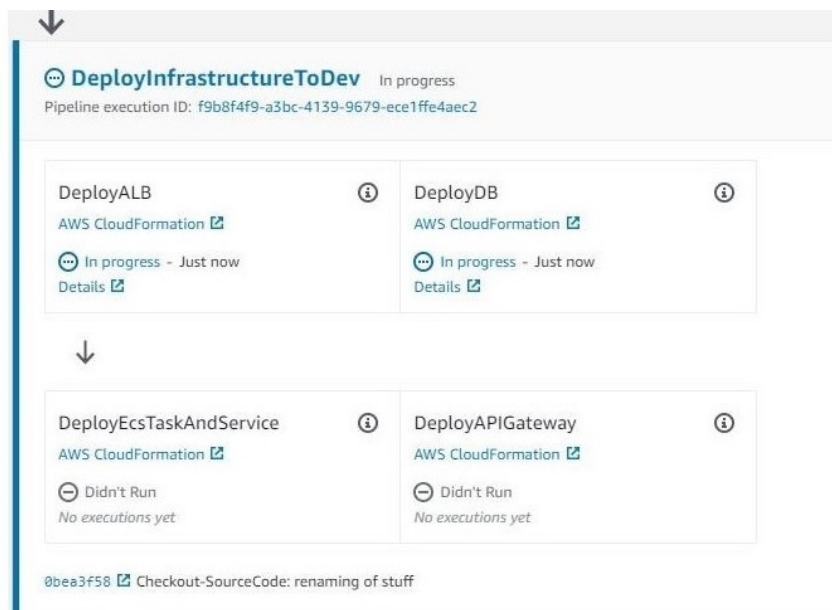 DeployInfrastructureToDev In progress
Pipeline execution ID: f9b8f4f9-a3bc-4139-9679-ece1ffe4aec2
DeployALB
AWS CloudFormation
In progress - Just now
Details
DeployDB
AWS CloudFormation
In progress - Just now
Details
DeployEcsTaskAndService
AWS CloudFormation
Didn't Run
No executions yet
DeployAPIGateway
AWS CloudFormation
Didn't Run
No executions yet
0bea3f58 Checkout-SourceCode: renaming of stuff